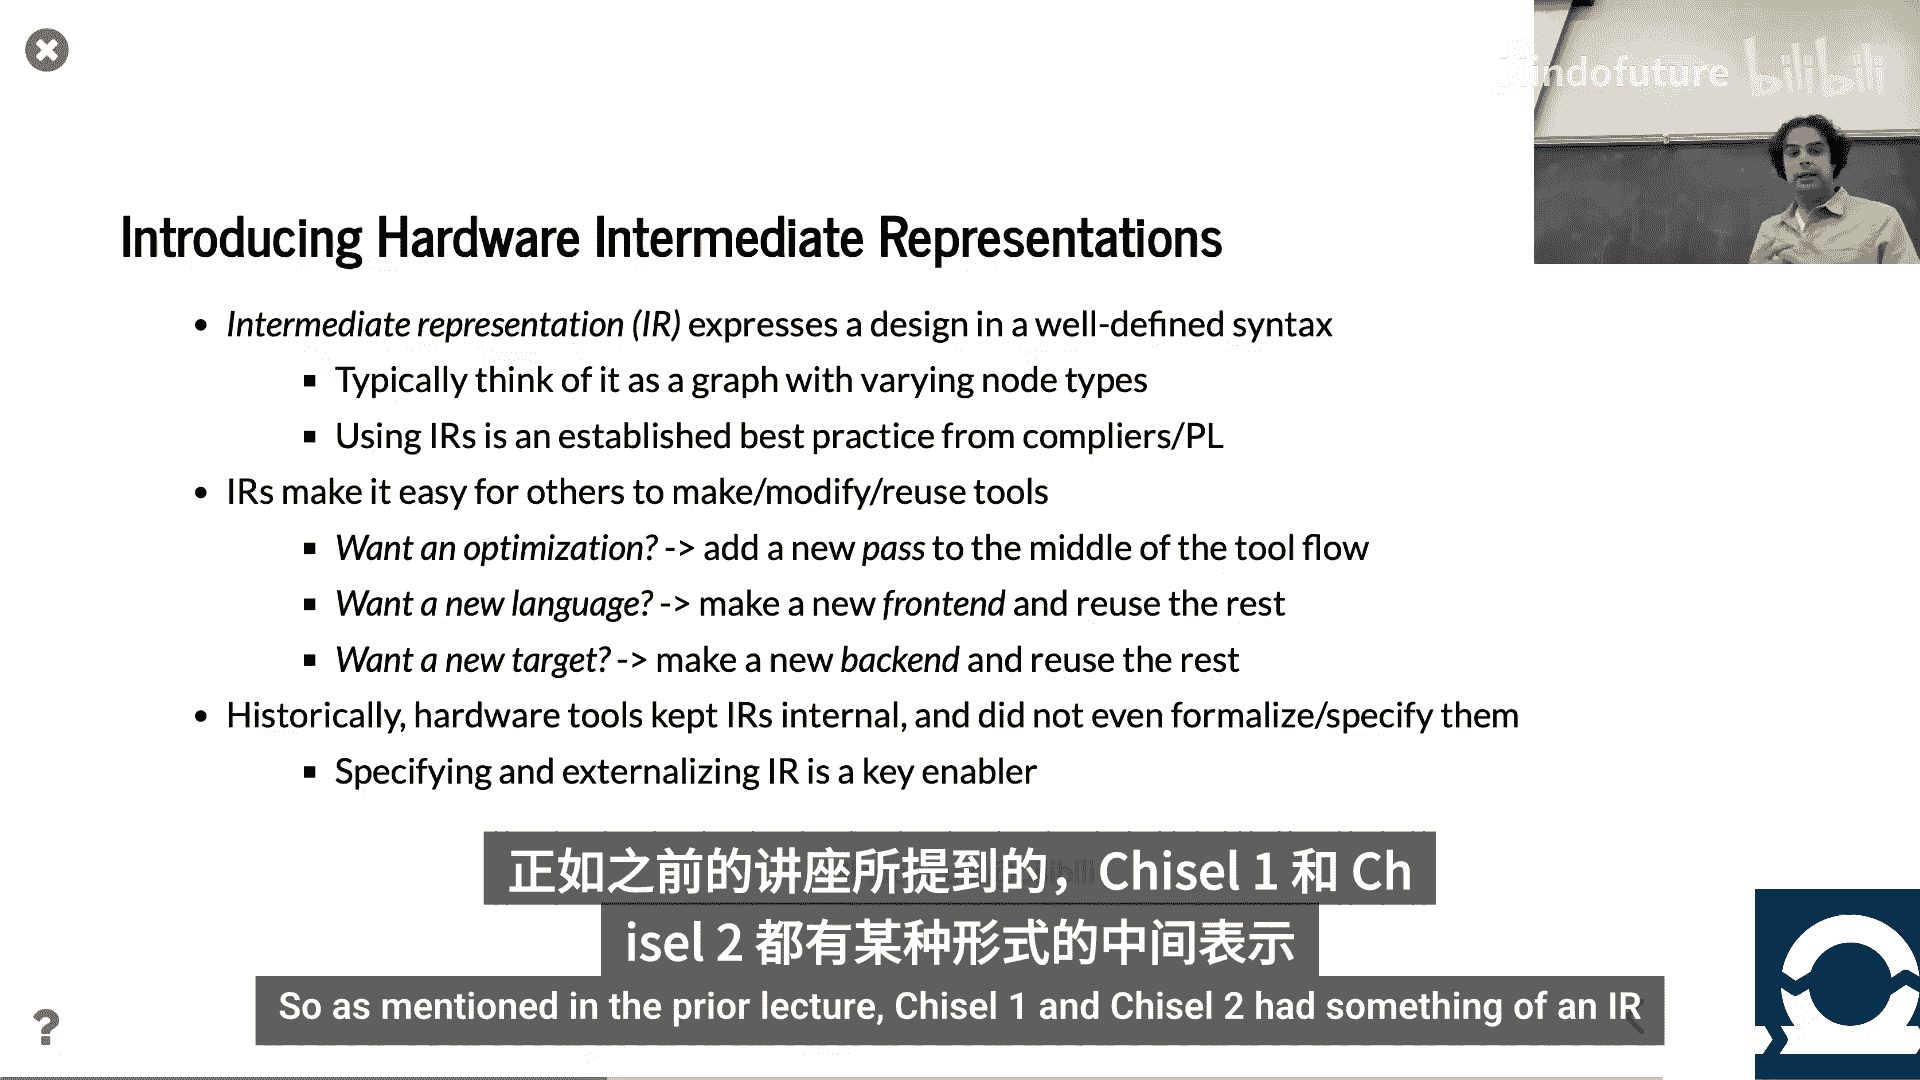 indofuture bilibili
Introducing Hardware Intermediate Representations
• Intermediate representation (IR) expresses a design in a well-defined syntax
▪ Typically think of it as a graph with varying node types
▪ Using IRs is an established best practice from compliers/PL
• IRs make it easy for others to make/modify/reuse tools
▪ Want an optimization? -> add a new pass to the middle of the tool flow
▪ Want a new language? -> make a new frontend and reuse the rest
▪ Want a new target? -> make a new backend and reuse the rest
• Historically, hardware tools kept IRs internal, and did not even formalize/specify them
▪ Specifying and externalizing IR is a key enabler
正如之前的讲座所提到的，Chisel 1 和 Ch
isel 2 都有某种形式的中间表示
So as mentioned in the prior lecture, Chisel 1 and Chisel 2 had something of an IR
?